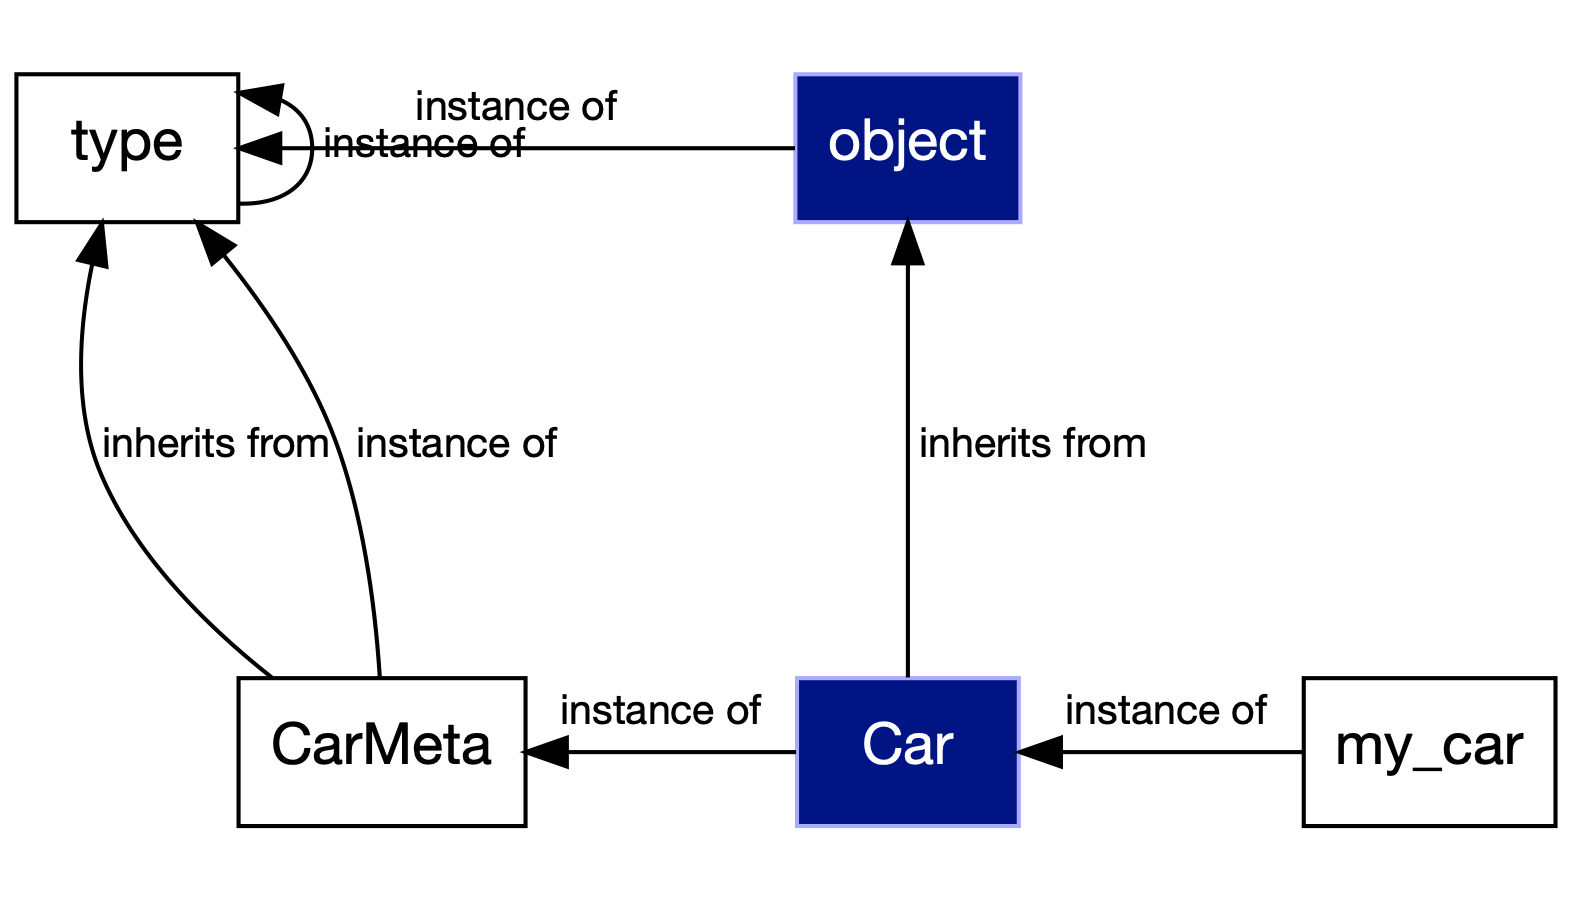 type
instance of
instance of
object
inherits from
instance of
inherits from
CarMeta
instance of
Car
instance of
my_car